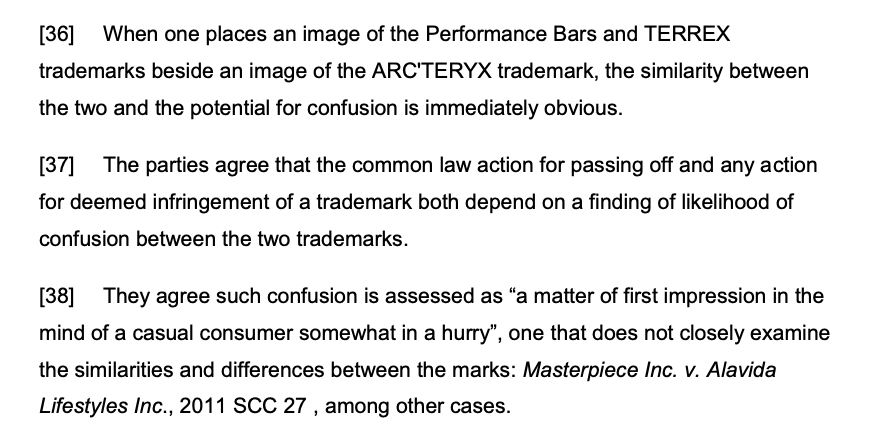 [36] When one places an image of the Performance Bars and TERREX
trademarks beside an image of the ARC'TERYX trademark, the similarity between
the two and the potential for confusion is immediately obvious.
[37] The parties agree that the common law action for passing off and any action
for deemed infringement of a trademark both depend on a finding of likelihood of
confusion between the two trademarks.
[38] They agree such confusion is assessed as “a matter of first impression in the
mind of a casual consumer somewhat in a hurry”, one that does not closely examine
the similarities and differences between the marks: Masterpiece Inc. v. Alavida
Lifestyles Inc., 2011 SCC 27 , among other cases.